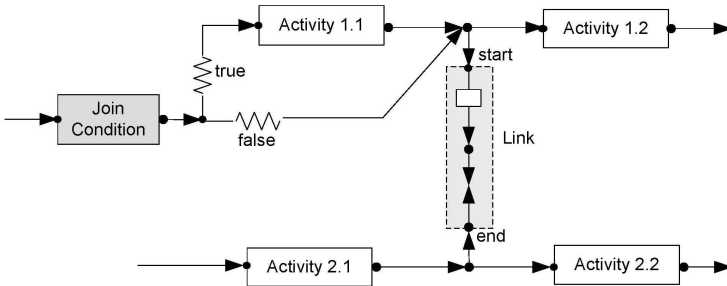 Activity 1.1
Activity 1.2
start
true
Join
Condition
false
Link
end
Activity 2.1
Activity 2.2